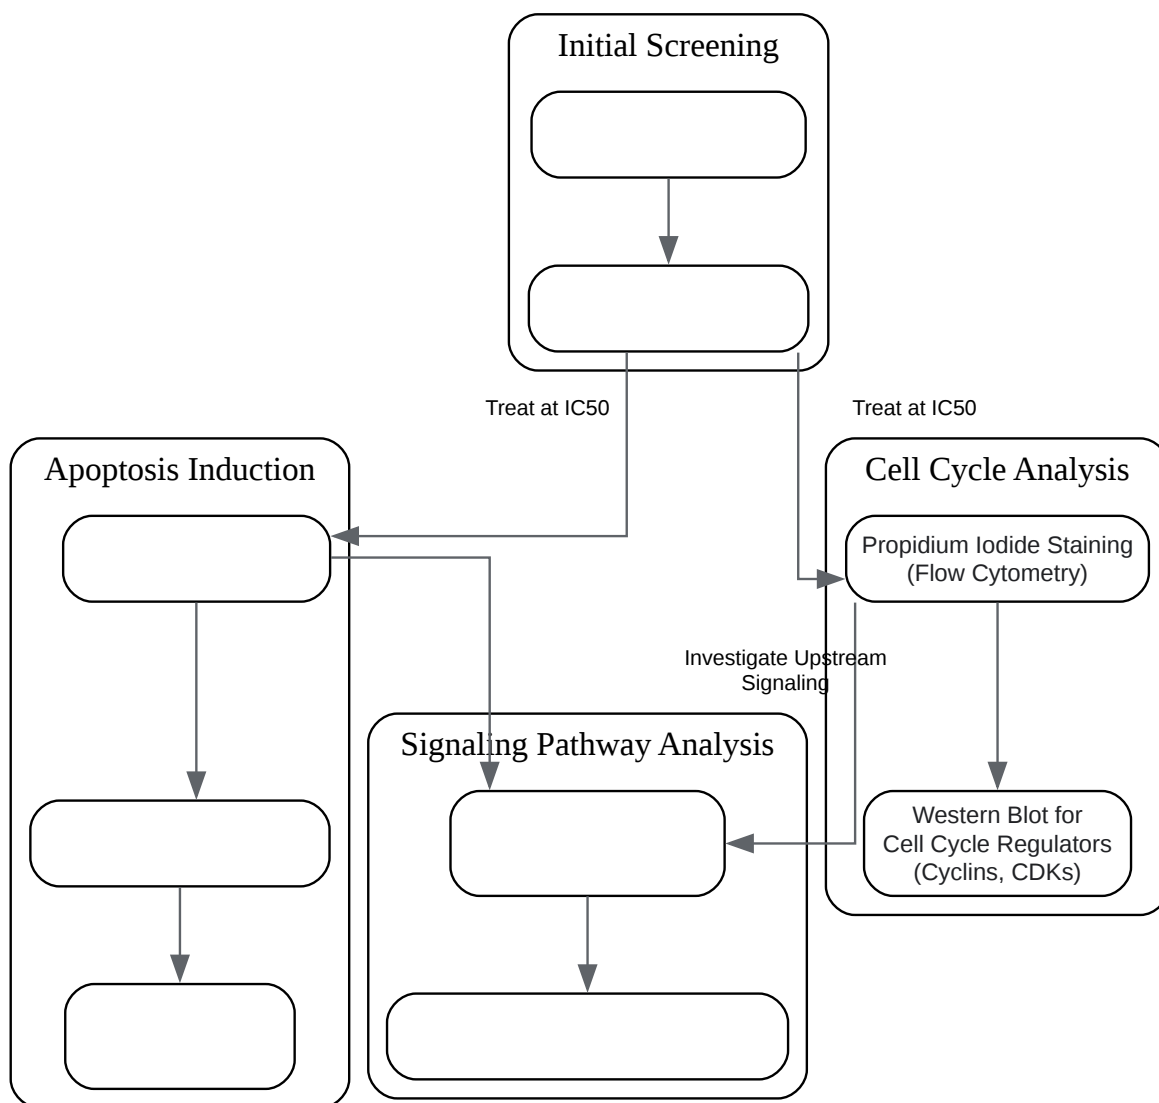 Initial Screening
Treat at IC50
Treat at IC50
Apoptosis Induction
Cell Cycle Analysis
Propidium Iodide Staining
(Flow Cytometry)
Investigate Upstream
Signaling
Signaling Pathway Analysis
Western Blot for
Cell Cycle Regulators
(Cyclins, CDKs)